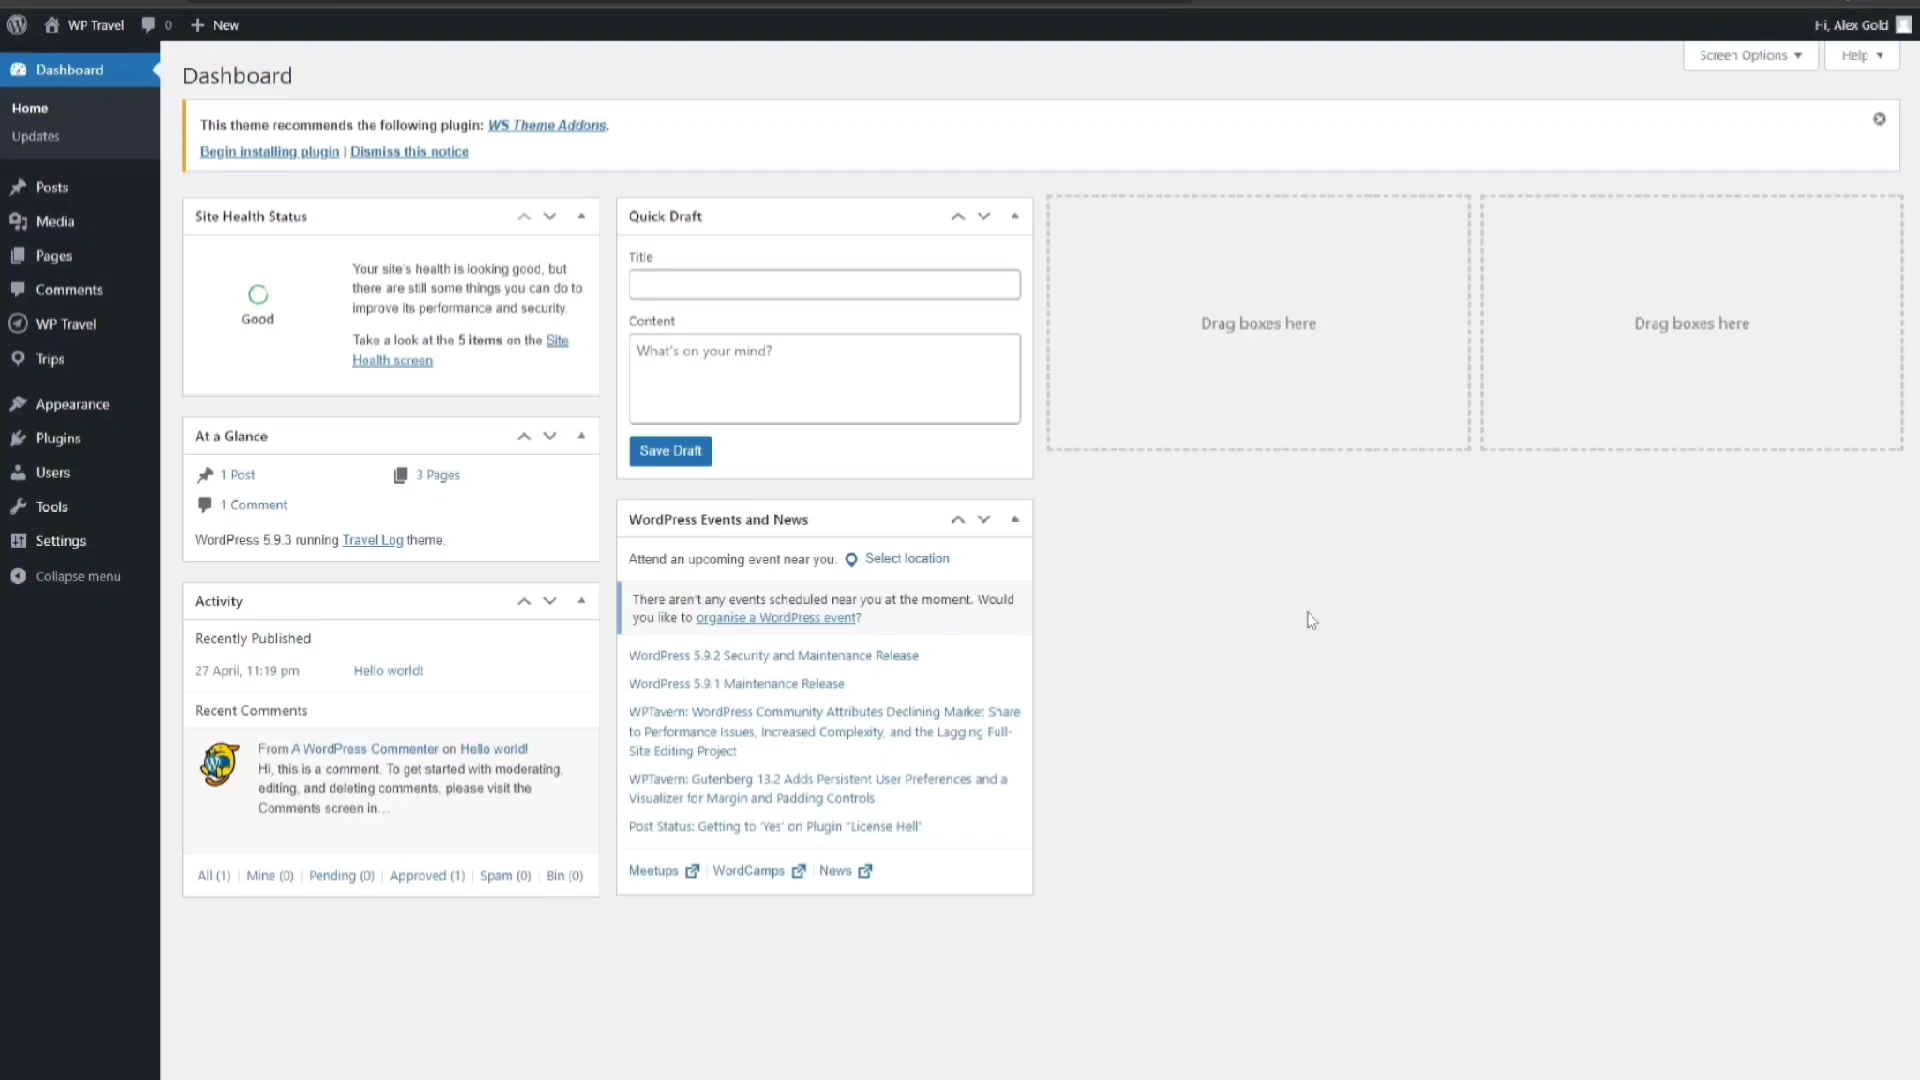 WP Travel
0
New
Hi, Alex Gold
Dashboard
Home
Updates
Posts
Media
Pages
Comments
WP Travel
Trips
Appearance
Plugins
Users
Tools
Settings
Collapse menu
Dashboard
Screen Options
Help
This theme recommends the following plugin: WS Theme Addons.
Begin installing plugin | Dismiss this notice
Site Health Status
Good
Your site's health is looking good, but
there are still some things you can do to
improve its performance and security.
Take a look at the 5 items on the Site
Health screen
At a Glance
1 Post
3 Pages
1 Comment
WordPress 5.9.3 running Travel Log theme.
Activity
Recently Published
27 April, 11:19 pm
Hello world!
Recent Comments
From A WordPress Commenter on Hello world!
Hi, this is a comment. To get started with moderating,
editing, and deleting comments, please visit the
Comments screen in…
All (1) | Mine (0) | Pending (0) | Approved (1) | Spam (0) | Bin (0)
Quick Draft
Title
Content
What's on your mind?
Save Draft
WordPress Events and News
Attend an upcoming event near you.
Select location
There aren't any events scheduled near you at the moment. Would
you like to organise a WordPress event?
WordPress 5.9.2 Security and Maintenance Release
WordPress 5.9.1 Maintenance Release
WPTavern: WordPress Community Attributes Declining Market Share
to Performance Issues, Increased Complexity, and the Lagging Full-
Site Editing Project
WPTavern: Gutenberg 13.2 Adds Persistent User Preferences and a
Visualizer for Margin and Padding Controls
Post Status: Getting to 'Yes' on Plugin "License Hell"
Meetups | WordCamps | News
Drag boxes here
Drag boxes here